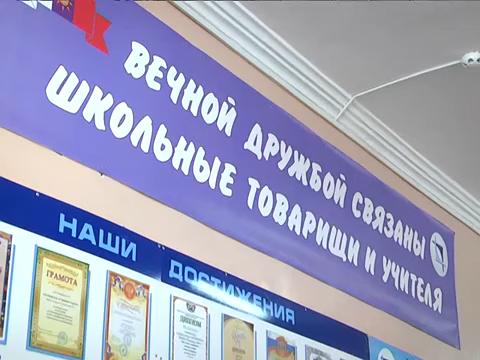 ВЕЧНОЙ ДРУЖБОЙ СВЯЗАНЫ
ШКОЛЬНЫЕ ТОВАРИЩИ И УЧИТЕЛЯ
НАШИ ДОСТИЖЕНИЯ
ГРАМОТА